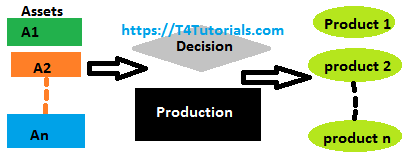 Assets
A1
A2
An
https://T4Tutorials.com
Decision
Production
Product 1
product 2
product n